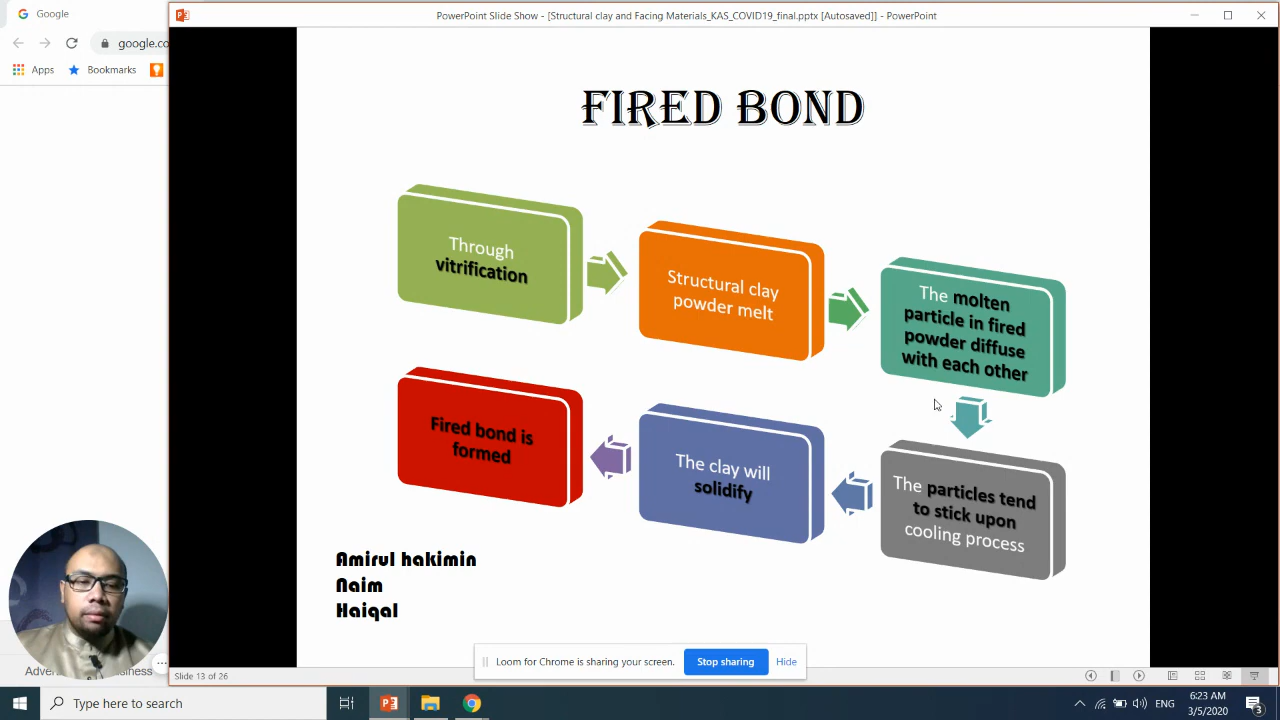 Google
PowerPoint Slide Show - [Structural clay and Facing Materials_KAS_COVID19_final.pptx [Autosaved]] - PowerPoint
google.co
Apps
Bookmarks
FIRED BOND
Through
vitrification
Structural clay
powder melt
The molten
particle in fired
powder diffuse
with each other
The particles tend
to stick upon
cooling process
The clay will
solidify
Fired bond is
formed
Amirul hakimin
Naim
Haiqal
Loom for Chrome is sharing your screen.
Stop sharing
Hide
Adver
usiness
Slide 13 of 26
Type here to search
ENG
6:23 AM
3/5/2020
3